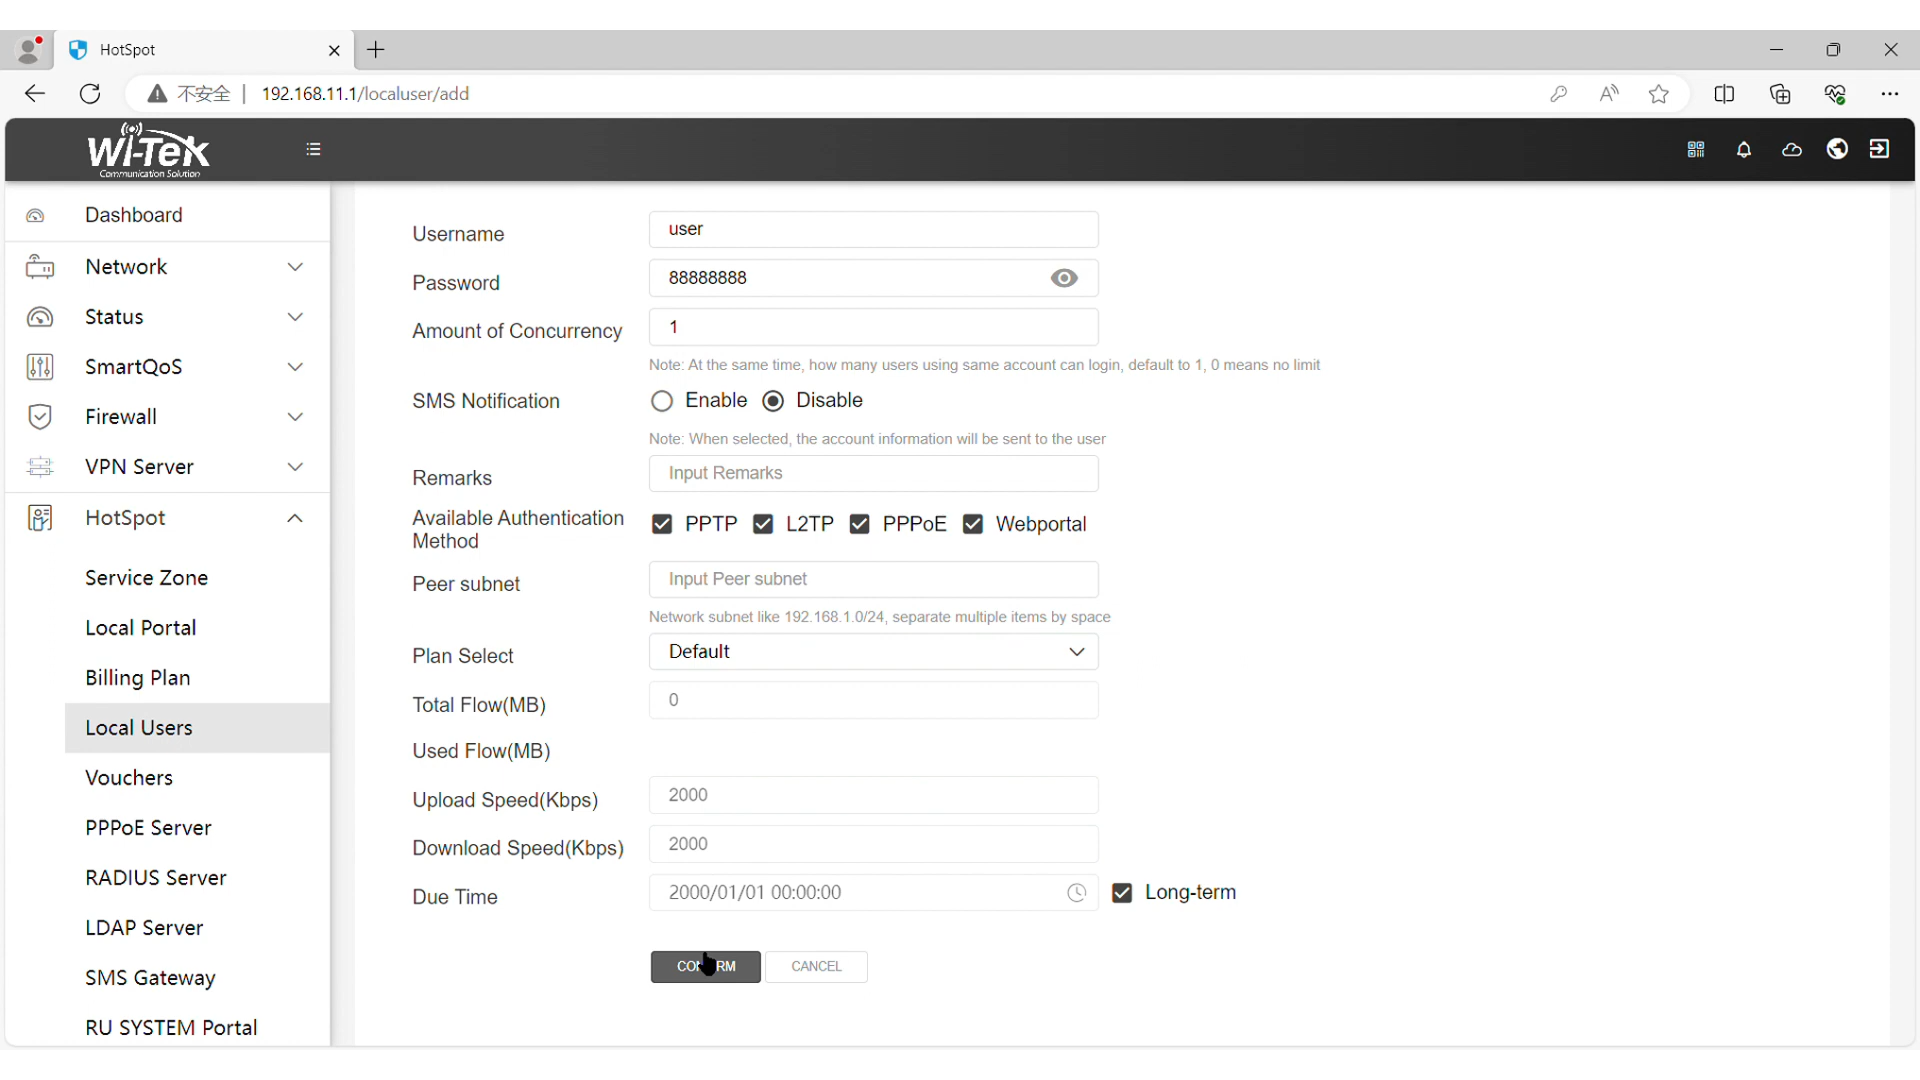 HotSpot
不安全 | 192.168.11.1/localuser/add
Wi-Tek
Communication Solution
Dashboard
Network
Status
SmartQoS
Firewall
VPN Server
HotSpot
Service Zone
Local Portal
Billing Plan
Local Users
Vouchers
PPPoE Server
RADIUS Server
LDAP Server
SMS Gateway
RU SYSTEM Portal
Username user
Password 88888888
Amount of Concurrency 1
Note: At the same time, how many users using same account can login, default to 1, 0 means no limit
SMS Notification Enable Disable
Note: When selected, the account information will be sent to the user
Remarks Input Remarks
Available Authentication
Method PPTP L2TP PPPoE Webportal
Peer subnet Input Peer subnet
Network subnet like 192.168.1.0/24, separate multiple items by space
Plan Select Default
Total Flow(MB) 0
Used Flow(MB)
Upload Speed(Kbps) 2000
Download Speed(Kbps) 2000
Due Time 2000/01/01 00:00:00 Long-term
CANCEL